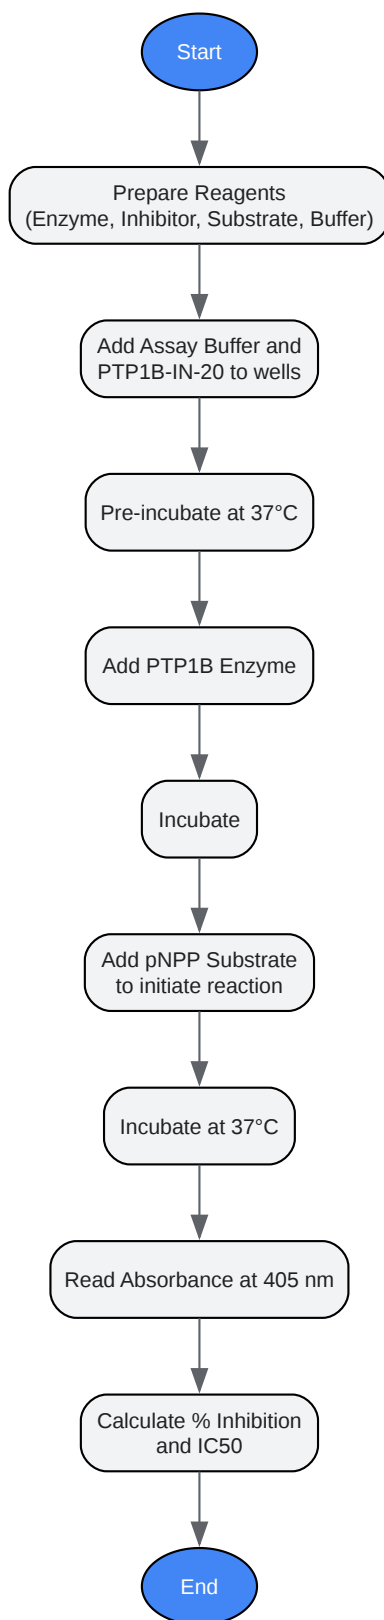 Start
Prepare Reagents
(Enzyme, Inhibitor, Substrate, Buffer)
Add Assay Buffer and
PTP1B-IN-20 to wells
Pre-incubate at 37°C
Add PTP1B Enzyme
Incubate
Add pNPP Substrate
to initiate reaction
Incubate at 37°C
Read Absorbance at 405 nm
Calculate % Inhibition
and IC50
End